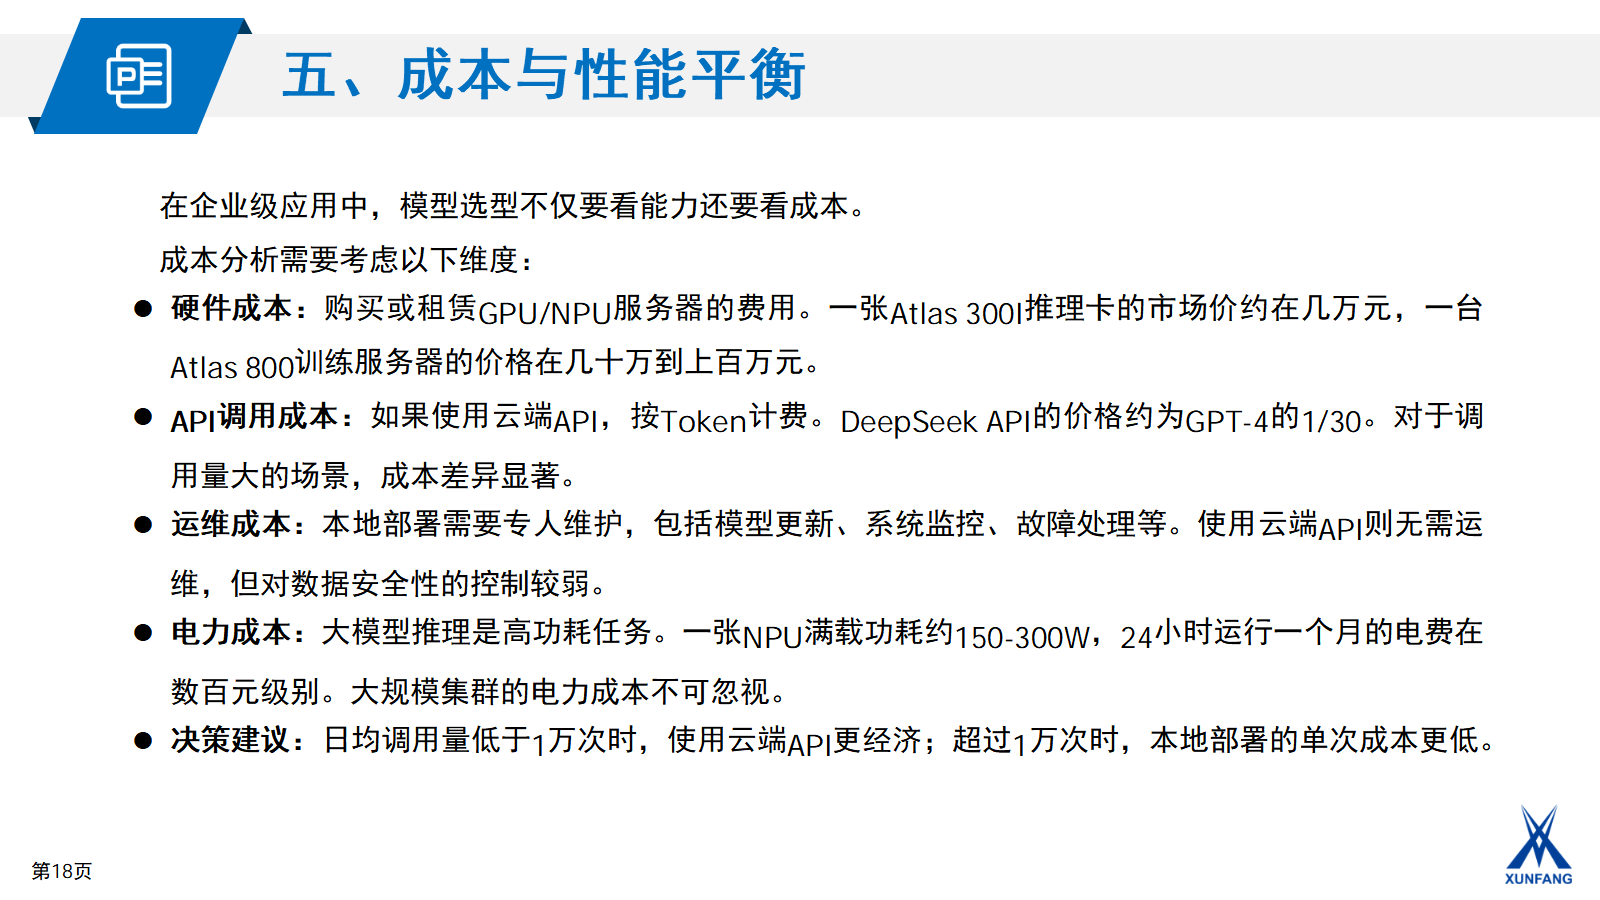 五、成本与性能平衡
在企业级应用中，模型选型不仅要看能力还要看成本。
成本分析需要考虑以下维度：
● 硬件成本：购买或租赁GPU/NPU服务器的费用。一张Atlas 300I推理卡的市场价约在几万元，一台
Atlas 800训练服务器的价格在几十万到上百万元。
● API调用成本：如果使用云端API，按Token计费。DeepSeek API的价格约为GPT-4的1/30。对于调
用量大的场景，成本差异显著。
● 运维成本：本地部署需要专人维护，包括模型更新、系统监控、故障处理等。使用云端API则无需运
维，但对数据安全性的控制较弱。
● 电力成本：大模型推理是高功耗任务。一张NPU满载功耗约150-300W，24小时运行一个月的电费在
数百元级别。大规模集群的电力成本不可忽视。
● 决策建议：日均调用量低于1万次时，使用云端API更经济；超过1万次时，本地部署的单次成本更低。
XUNFANG
第18页